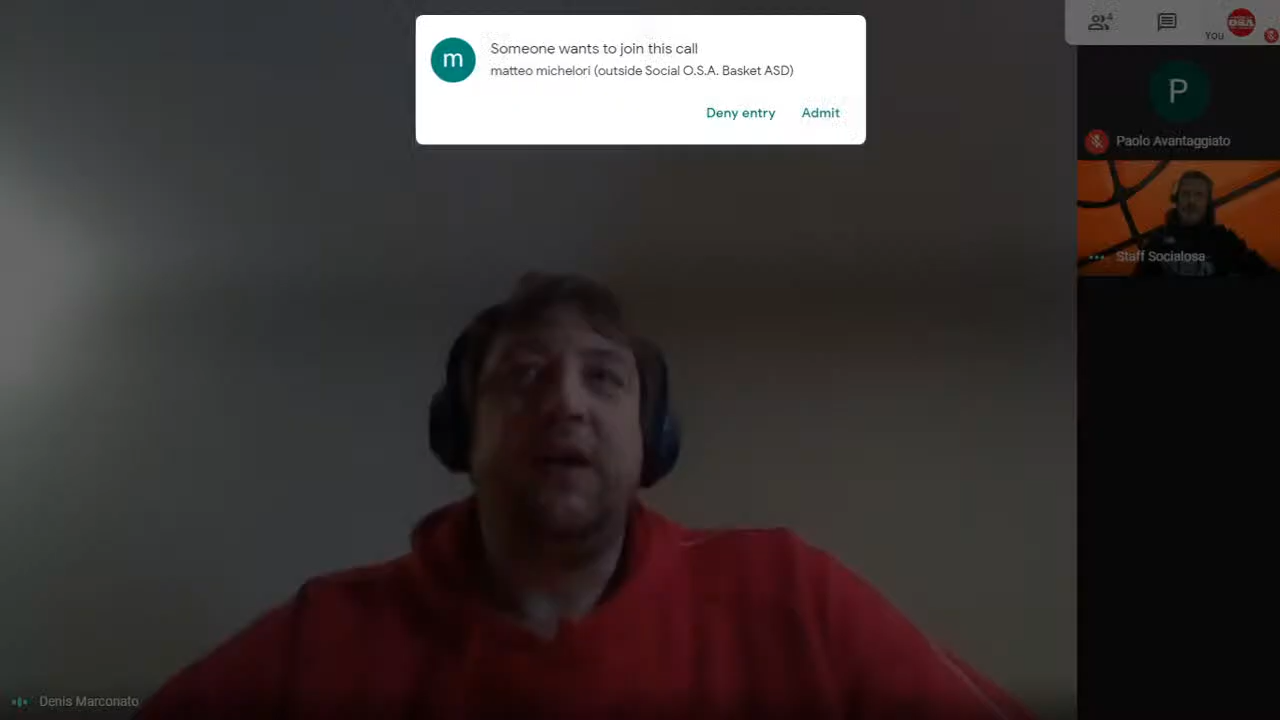 Someone wants to join this call
m
matteo michelori (outside Social O.S.A. Basket ASD)
Deny entry Admit
4
YOU
OSA
P
Paolo Avantaggiato
Staff Socialosa
Denis Marconato